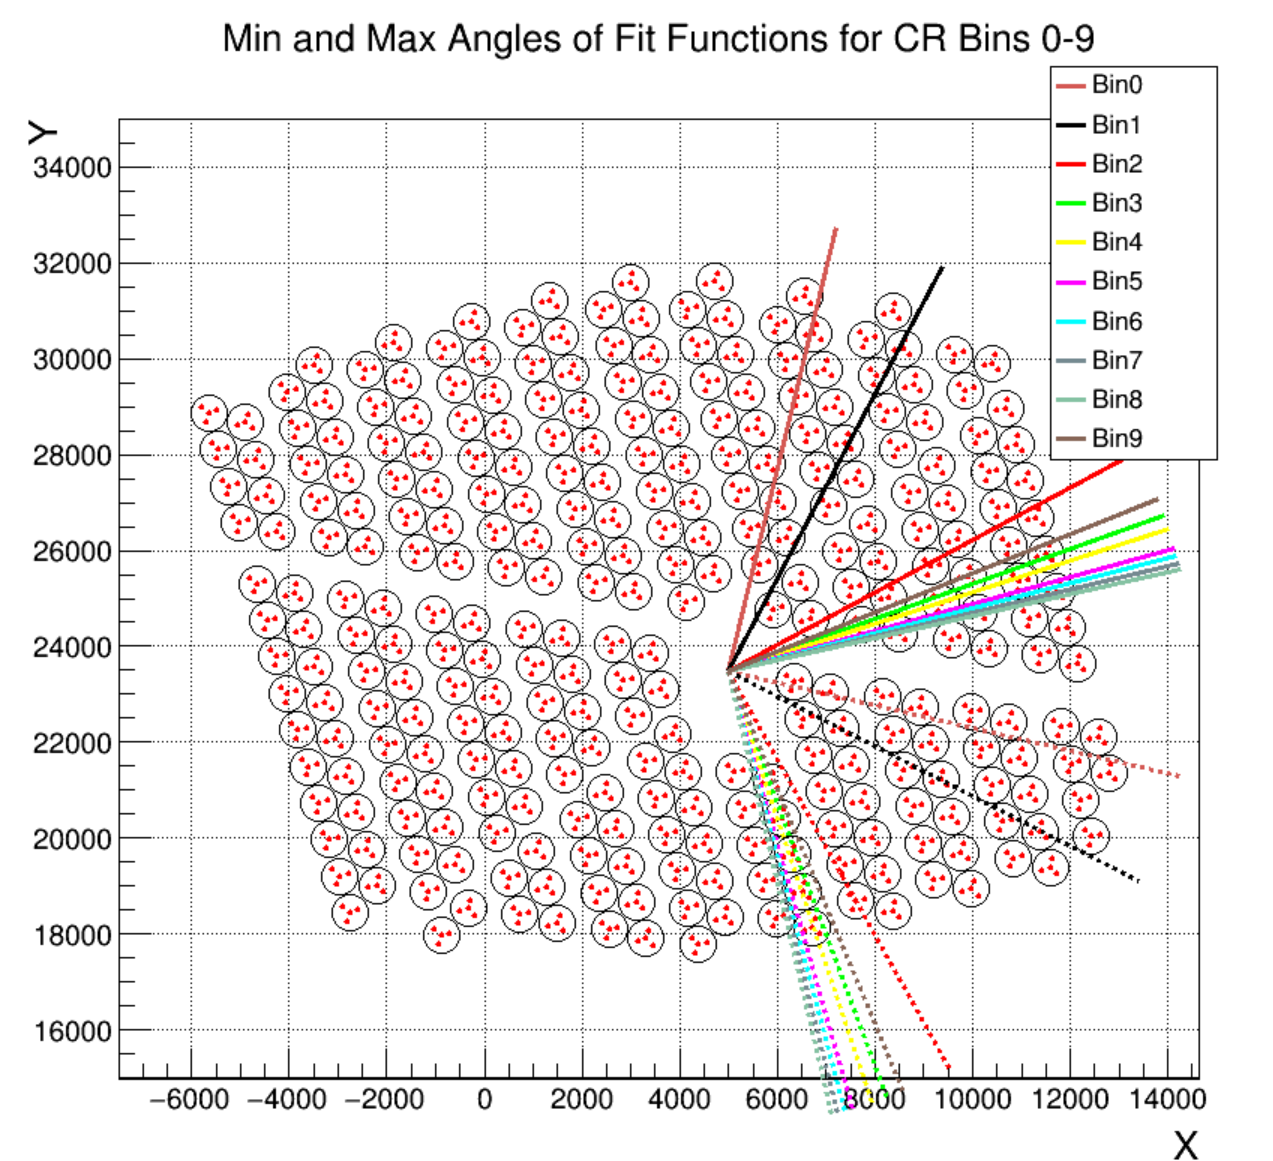 Min and Max Angles of Fit Functions for CR Bins 0-9
Bin0
Bin1
Bin2
Bin3
Bin4
Bin5
Bin6
Bin7
Bin8
Bin9
Y
34000
32000
30000
28000
26000
24000
22000
20000
18000
16000
−6000 −4000 −2000 0 2000 4000 6000 8000 10000 12000 14000
X